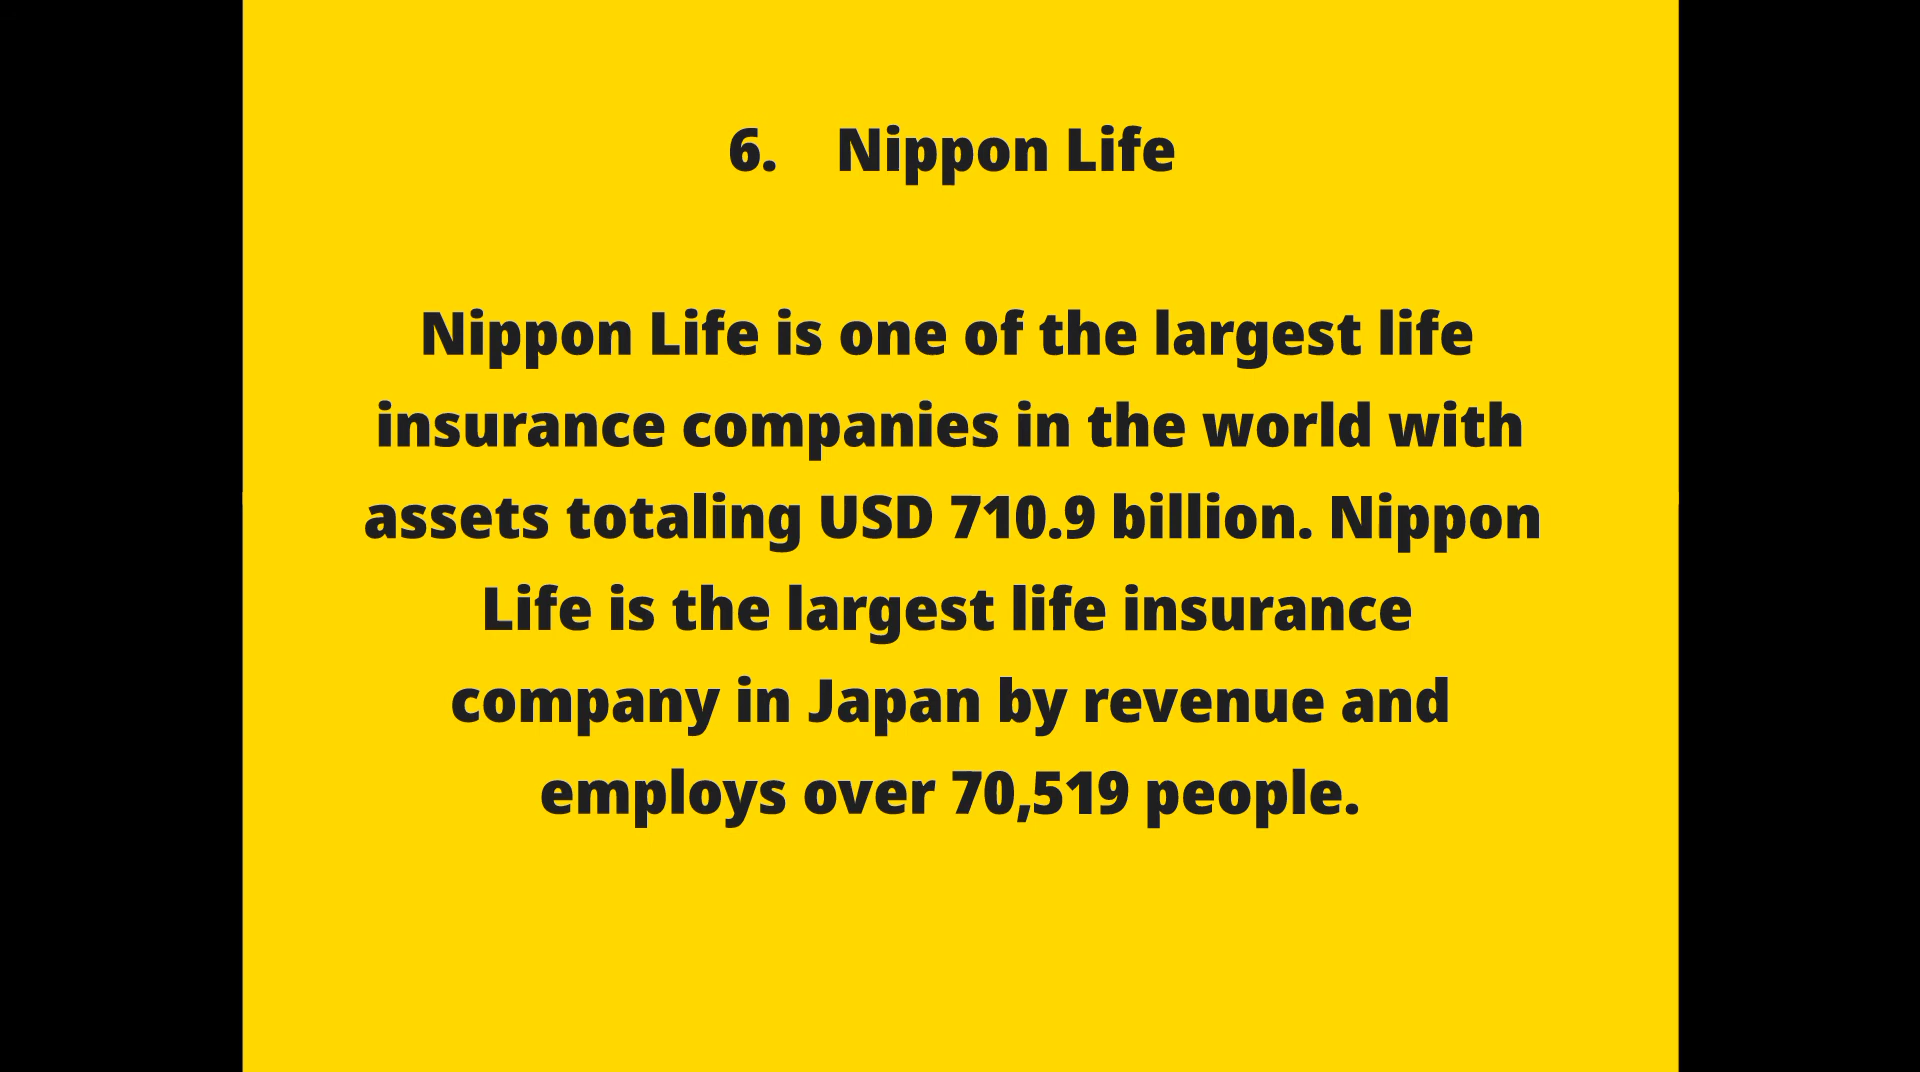 6. Nippon Life
Nippon Life is one of the largest life
insurance companies in the world with
assets totaling USD 710.9 billion. Nippon
Life is the largest life insurance
company in Japan by revenue and
employs over 70,519 people.